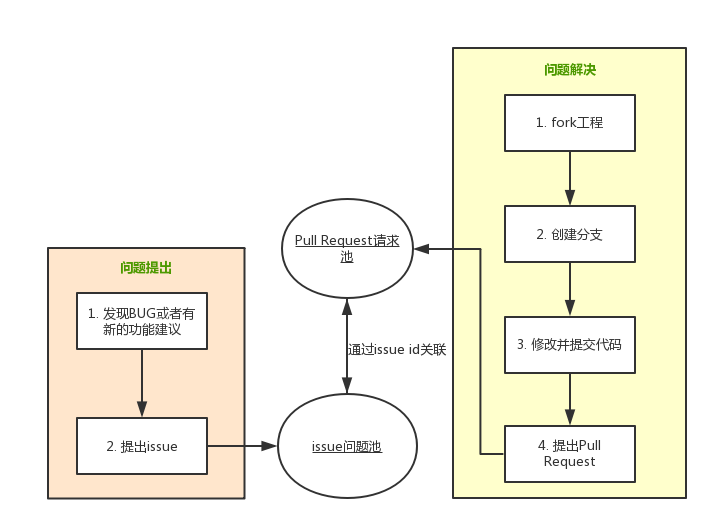 问题提出
1. 发现BUG或者有
新的功能建议
2. 提出issue
Pull Request请求
池
通过issue id关联
issue问题池
问题解决
1. fork工程
2. 创建分支
3. 修改并提交代码
4. 提出Pull
Request